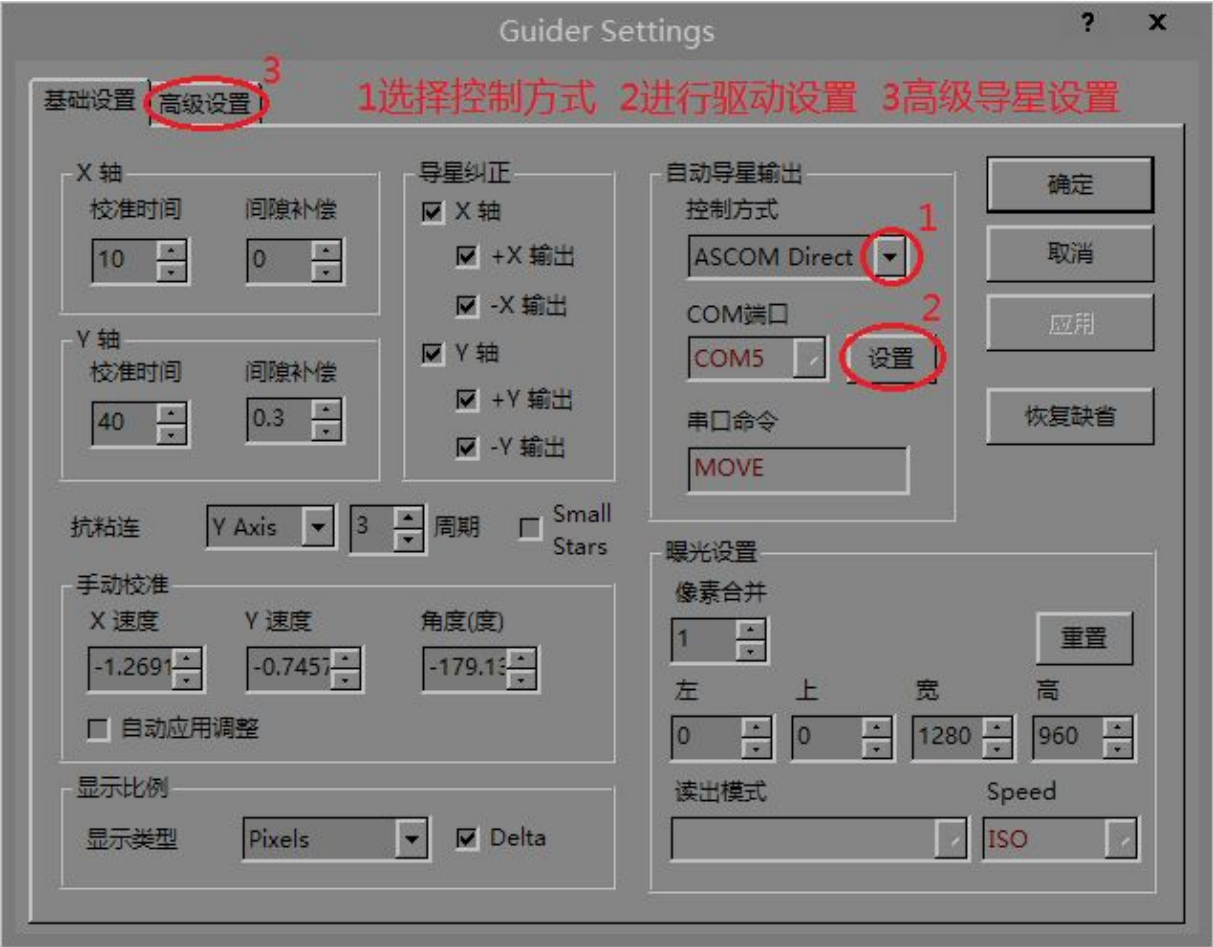 Guider Settings
? x
3
基础设置 高级设置 1选择控制方式 2进行驱动设置 3高级导星设置
X 轴
校准时间 间隙补偿
10 0
Y 轴
校准时间 间隙补偿
40 0.3
导星纠正
X 轴
+X 输出
-X 输出
Y 轴
+Y 输出
-Y 输出
自动导星输出
控制方式
1
ASCOM Direct
COM端口
2
COM5 设置
串口命令
MOVE
确定
取消
应用
恢复缺省
抗粘连 Y Axis 3 周期 Small
Stars
手动校准
X 速度 Y 速度 角度(度)
-1.2691 -0.7457 -179.13
自动应用调整
显示比例
显示类型 Pixels Delta
曝光设置
像素合并
1 重置
左 上 宽 高
0 0 1280 960
读出模式 Speed
ISO